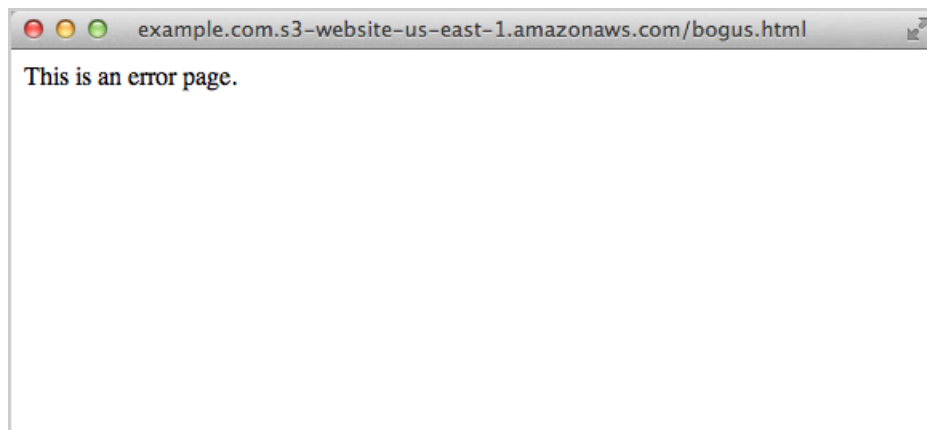 example.com.s3-website-us-east-1.amazonaws.com/bogus.html
This is an error page.